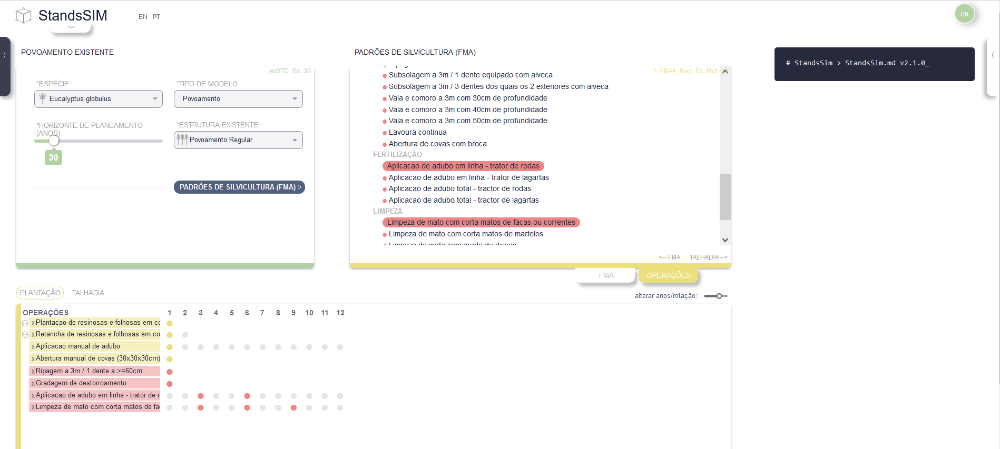 StandsSIM
EN PT
ON
POVOAMENTO EXISTENTE
exSTD_Ec_30
*ESPÉCIE
*TIPO DE MODELO
Eucalyptus globulus
Povoamento
*HORIZONTE DE PLANEAMENTO
(ANOS)
*ESTRUTURA EXISTENTE
Povoamento Regular
30
PADRÕES DE SILVICULTURA (FMA) >
PADRÕES DE SILVICULTURA (FMA)
Subsolagem a 3m / 1 dente equipado com aiveca
Subsolagem a 3m / 3 dentes dos quais os 2 exteriores com aiveca
Vala e comoro a 3m com 30cm de profundidade
Vala e comoro a 3m com 40cm de profundidade
Vala e comoro a 3m com 50cm de profundidade
Lavoura continua
Abertura de covas com broca
FERTILIZAÇÃO
Aplicacao de adubo em linha - trator de rodas
Aplicacao de adubo em linha - trator de lagartas
Aplicacao de adubo total - tractor de rodas
Aplicacao de adubo total - tractor de lagartas
LIMPEZA
Limpeza de mato com corta matos de facas ou correntes
Limpeza de mato com corta matos de martelos
Limpeza de mato com grade de discos
<-- FMA TALHADIA -->
FMA
OPERAÇÕES
# StandsSim > StandsSim.md v2.1.0_
PLANTAÇÃO TALHADIA
alterar anos/rotação:
OPERAÇÕES 1 2 3 4 5 6 7 8 9 10 11 12
x Plantacao de resinosas e folhosas em co
x Retancha de resinosas e folhosas em co
x Aplicacao manual de adubo
x Abertura manual de covas (30x30x30cm)
x Ripagem a 3m / 1 dente a >=60cm
x Gradagem de destorroamento
x Aplicacao de adubo em linha - trator de r
x Limpeza de mato com corta matos de fa